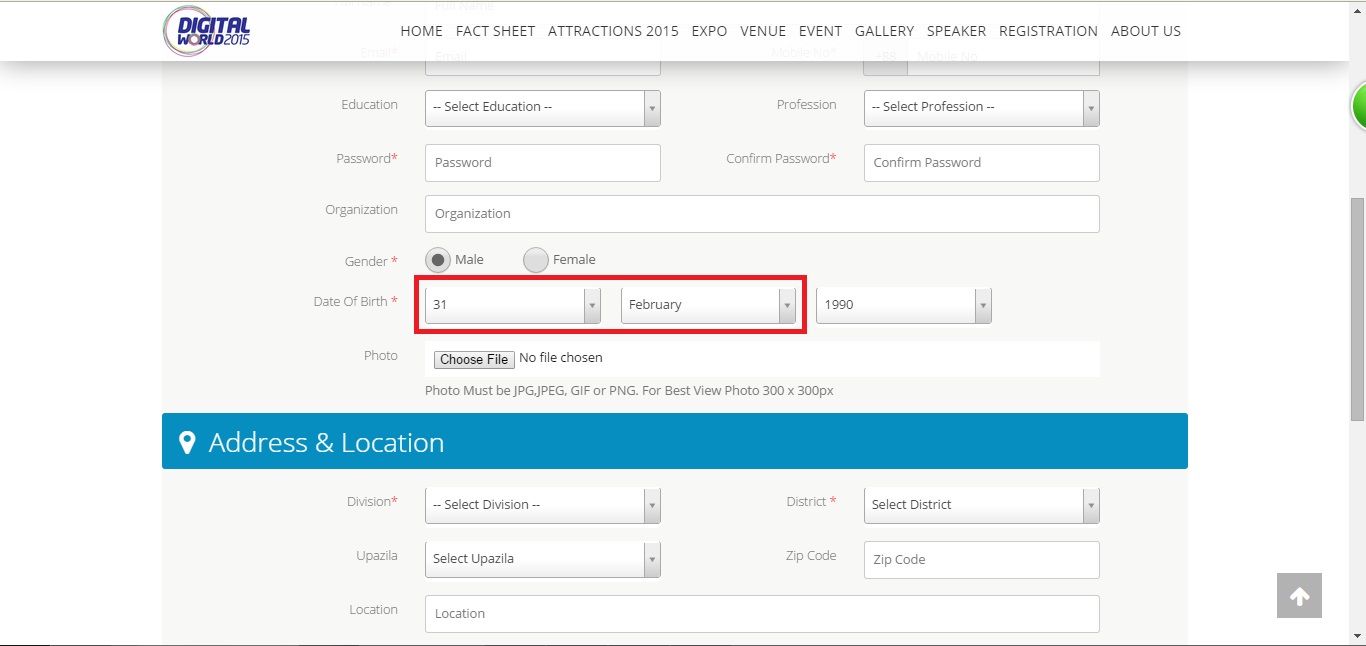 DIGITAL
WORLD2015
HOME FACT SHEET ATTRACTIONS 2015 EXPO VENUE EVENT GALLERY SPEAKER REGISTRATION ABOUT US
Full Name
Email* Email Mobile No* +88 Mobile No
Education -- Select Education -- Profession -- Select Profession --
Password* Password Confirm Password* Confirm Password
Organization Organization
Gender * Male Female
Date Of Birth * 31 February 1990
Photo Choose File No file chosen
Photo Must be JPG,JPEG, GIF or PNG. For Best View Photo 300 x 300px
Address & Location
Division* -- Select Division -- District * Select District
Upazila Select Upazila Zip Code Zip Code
Location Location